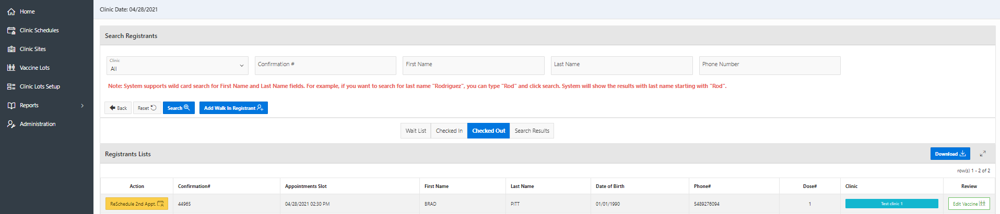 Home
Clinic Schedules
Clinic Sites
Vaccine Lots
Clinic Lots Setup
Reports
Administration
Clinic Date: 04/28/2021
Search Registrants
Clinic
All
Confirmation #
First Name
Last Name
Phone Number
Note: System supports wild card search for First Name and Last Name fields. For example, if you want to search for last name "Rodriguez", you can type "Rod" and click search. System will show the results with last name starting with "Rod".
Back Reset Search Add Walk In Registrant
Wait List Checked In Checked Out Search Results
Registrants Lists Download
row(s) 1 - 2 of 2
Action Confirmation# Appointments Slot First Name Last Name Date of Birth Phone# Dose# Clinic Review
ReSchedule 2nd Appt. 44965 04/28/2021 02:30 PM BRAD PITT 01/01/1990 5489276094 1 Test clinic 1 Edit Vaccine